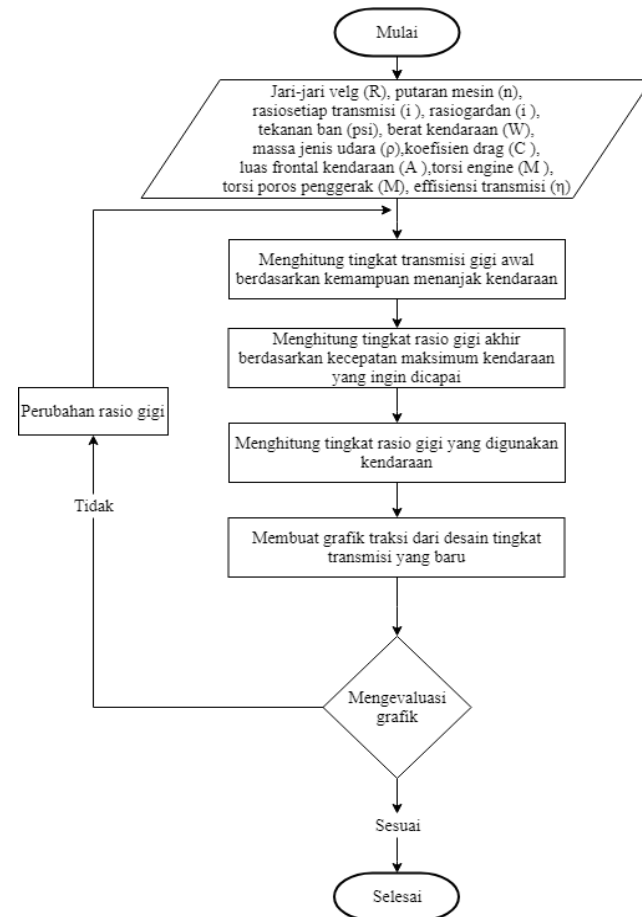 Mulai
Jari-jari velg (R), putaran mesin (n),
rasiosetiap transmisi (i ), rasiogardan (i ),
tekanan ban (psi), berat kendaraan (W),
massa jenis udara (ρ),koefisien drag (C ),
luas frontal kendaraan (A ),torsi engine (M ),
torsi poros penggerak (M), effisiensi transmisi (η)
Menghitung tingkat transmisi gigi awal
berdasarkan kemampuan menanjak kendaraan
Menghitung tingkat rasio gigi akhir
berdasarkan kecepatan maksimum kendaraan
yang ingin dicapai
Perubahan rasio gigi
Menghitung tingkat rasio gigi yang digunakan
kendaraan
Tidak
Membuat grafik traksi dari desain tingkat
transmisi yang baru
Mengevaluasi
grafik
Sesuai
Selesai